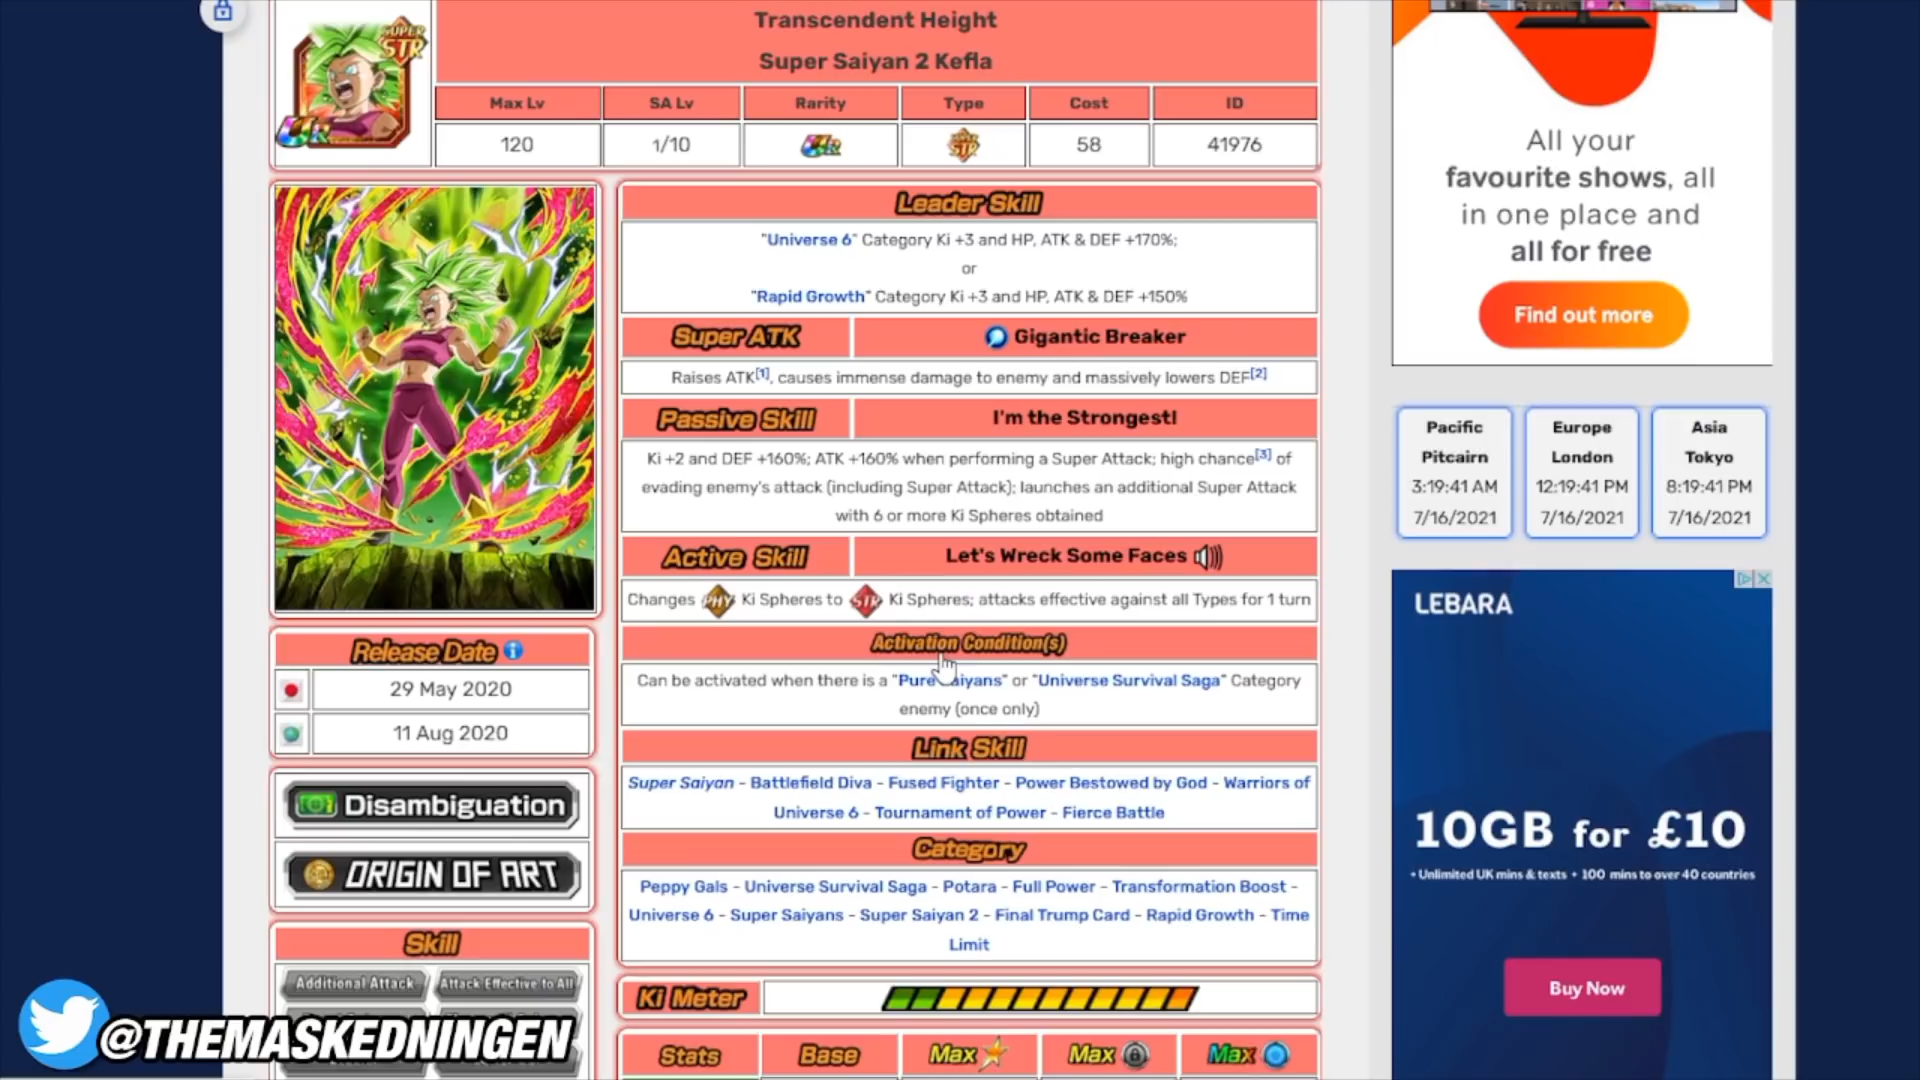 Transcendent Height
Super Saiyan 2 Kefla
SUPER
STR
UR
Max Lv
SA Lv
Rarity
Type
Cost
ID
120
1/10
UR
SUPER
STR
58
41976
Leader Skill
"Universe 6" Category Ki +3 and HP, ATK & DEF +170%;
or
"Rapid Growth" Category Ki +3 and HP, ATK & DEF +150%
Super ATK
Gigantic Breaker
Raises ATK[1], causes immense damage to enemy and massively lowers DEF[2]
Passive Skill
I'm the Strongest!
Ki +2 and DEF +160%; ATK +160% when performing a Super Attack; high chance[3] of
evading enemy's attack (including Super Attack); launches an additional Super Attack
with 6 or more Ki Spheres obtained
Active Skill
Let's Wreck Some Faces
Changes PHY Ki Spheres to STR Ki Spheres; attacks effective against all Types for 1 turn
Activation Condition(s)
Can be activated when there is a "Pure Saiyans" or "Universe Survival Saga" Category
enemy (once only)
Link Skill
Super Saiyan - Battlefield Diva - Fused Fighter - Power Bestowed by God - Warriors of
Universe 6 - Tournament of Power - Fierce Battle
Category
Peppy Gals - Universe Survival Saga - Potara - Full Power - Transformation Boost -
Universe 6 - Super Saiyans - Super Saiyan 2 - Final Trump Card - Rapid Growth - Time
Limit
Ki Meter
Stats
Base
Max
Max
Max
Release Date
29 May 2020
11 Aug 2020
Disambiguation
ORIGIN OF ART
Skill
Additional Attack
Attack Effective to All
@THEMASKEDNINGEN
All your
favourite shows, all
in one place and
all for free
Find out more
Pacific
Pitcairn
3:19:41 AM
7/16/2021
Europe
London
12:19:41 PM
7/16/2021
Asia
Tokyo
8:19:41 PM
7/16/2021
LEBARA
10GB for £10
+ Unlimited UK mins & texts + 100 mins to over 40 countries
Buy Now